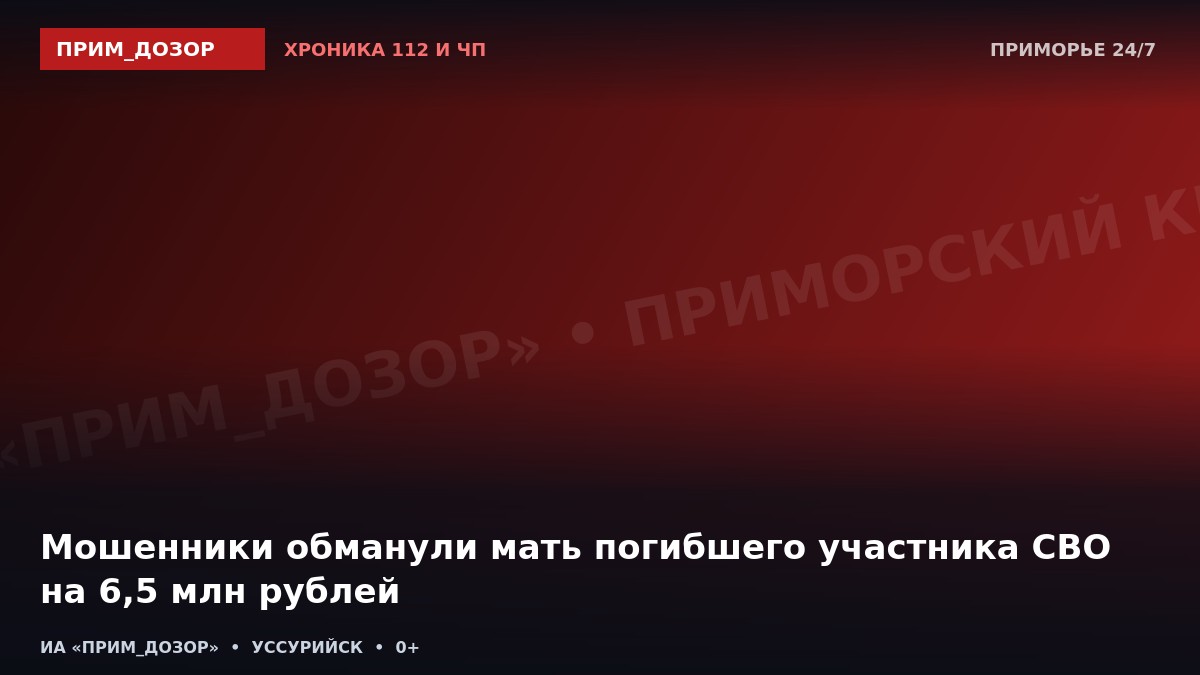 ПРИМ_ДОЗОР ХРОНИКА 112 И ЧП ПРИМОРЬЕ 24/7
«ПРИМ_ДОЗОР» • ПРИМОРСКИЙ
Мошенники обманули мать погибшего участника СВО
на 6,5 млн рублей
ИА «ПРИМ_ДОЗОР» • УССУРИЙСК • 0+